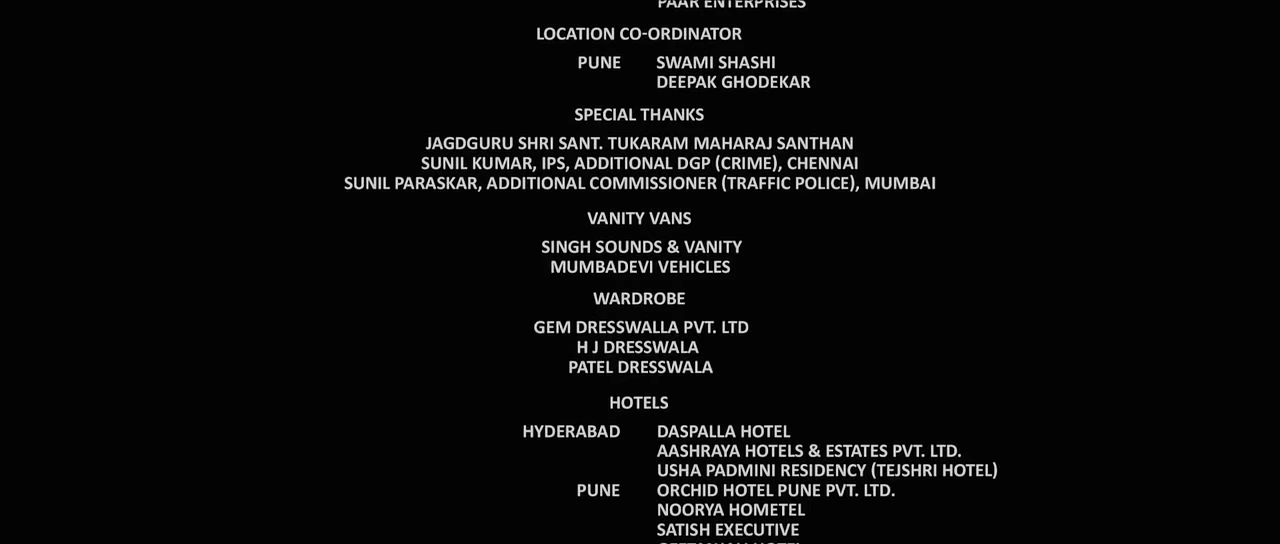 PAAR ENTERPRISES
LOCATION CO-ORDINATOR
PUNE SWAMI SHASHI
DEEPAK GHODEKAR
SPECIAL THANKS
JAGDGURU SHRI SANT. TUKARAM MAHARAJ SANTHAN
SUNIL KUMAR, IPS, ADDITIONAL DGP (CRIME), CHENNAI
SUNIL PARASKAR, ADDITIONAL COMMISSIONER (TRAFFIC POLICE), MUMBAI
VANITY VANS
SINGH SOUNDS & VANITY
MUMBADEVI VEHICLES
WARDROBE
GEM DRESSWALLA PVT. LTD
H J DRESSWALA
PATEL DRESSWALA
HOTELS
HYDERABAD DASPALLA HOTEL
AASHRAYA HOTELS & ESTATES PVT. LTD.
USHA PADMINI RESIDENCY (TEJSHRI HOTEL)
PUNE ORCHID HOTEL PUNE PVT. LTD.
NOORYA HOMETEL
SATISH EXECUTIVE